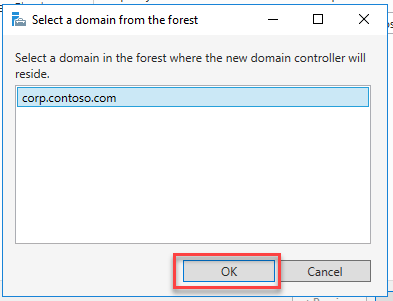 Select a domain from the forest
Select a domain in the forest where the new domain controller will
reside.
corp.contoso.com
OK
Cancel